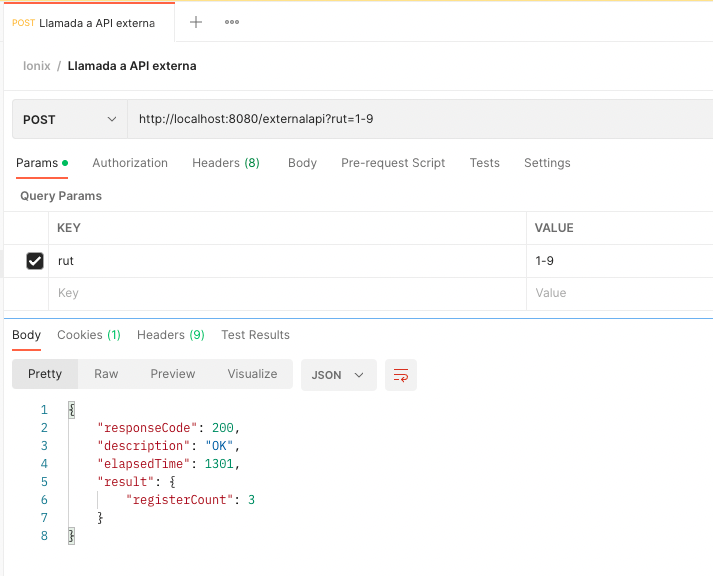 POST Llamada a API externa + ooo
Ionix / Llamada a API externa
POST http://localhost:8080/externalapi?rut=1-9
Params Authorization Headers (8) Body Pre-request Script Tests Settings
Query Params
KEY VALUE
rut 1-9
Key Value
Body Cookies (1) Headers (9) Test Results
Pretty Raw Preview Visualize JSON
1 {
2 "responseCode": 200,
3 "description": "OK",
4 "elapsedTime": 1301,
5 "result": {
6 "registerCount": 3
7 }
8 }